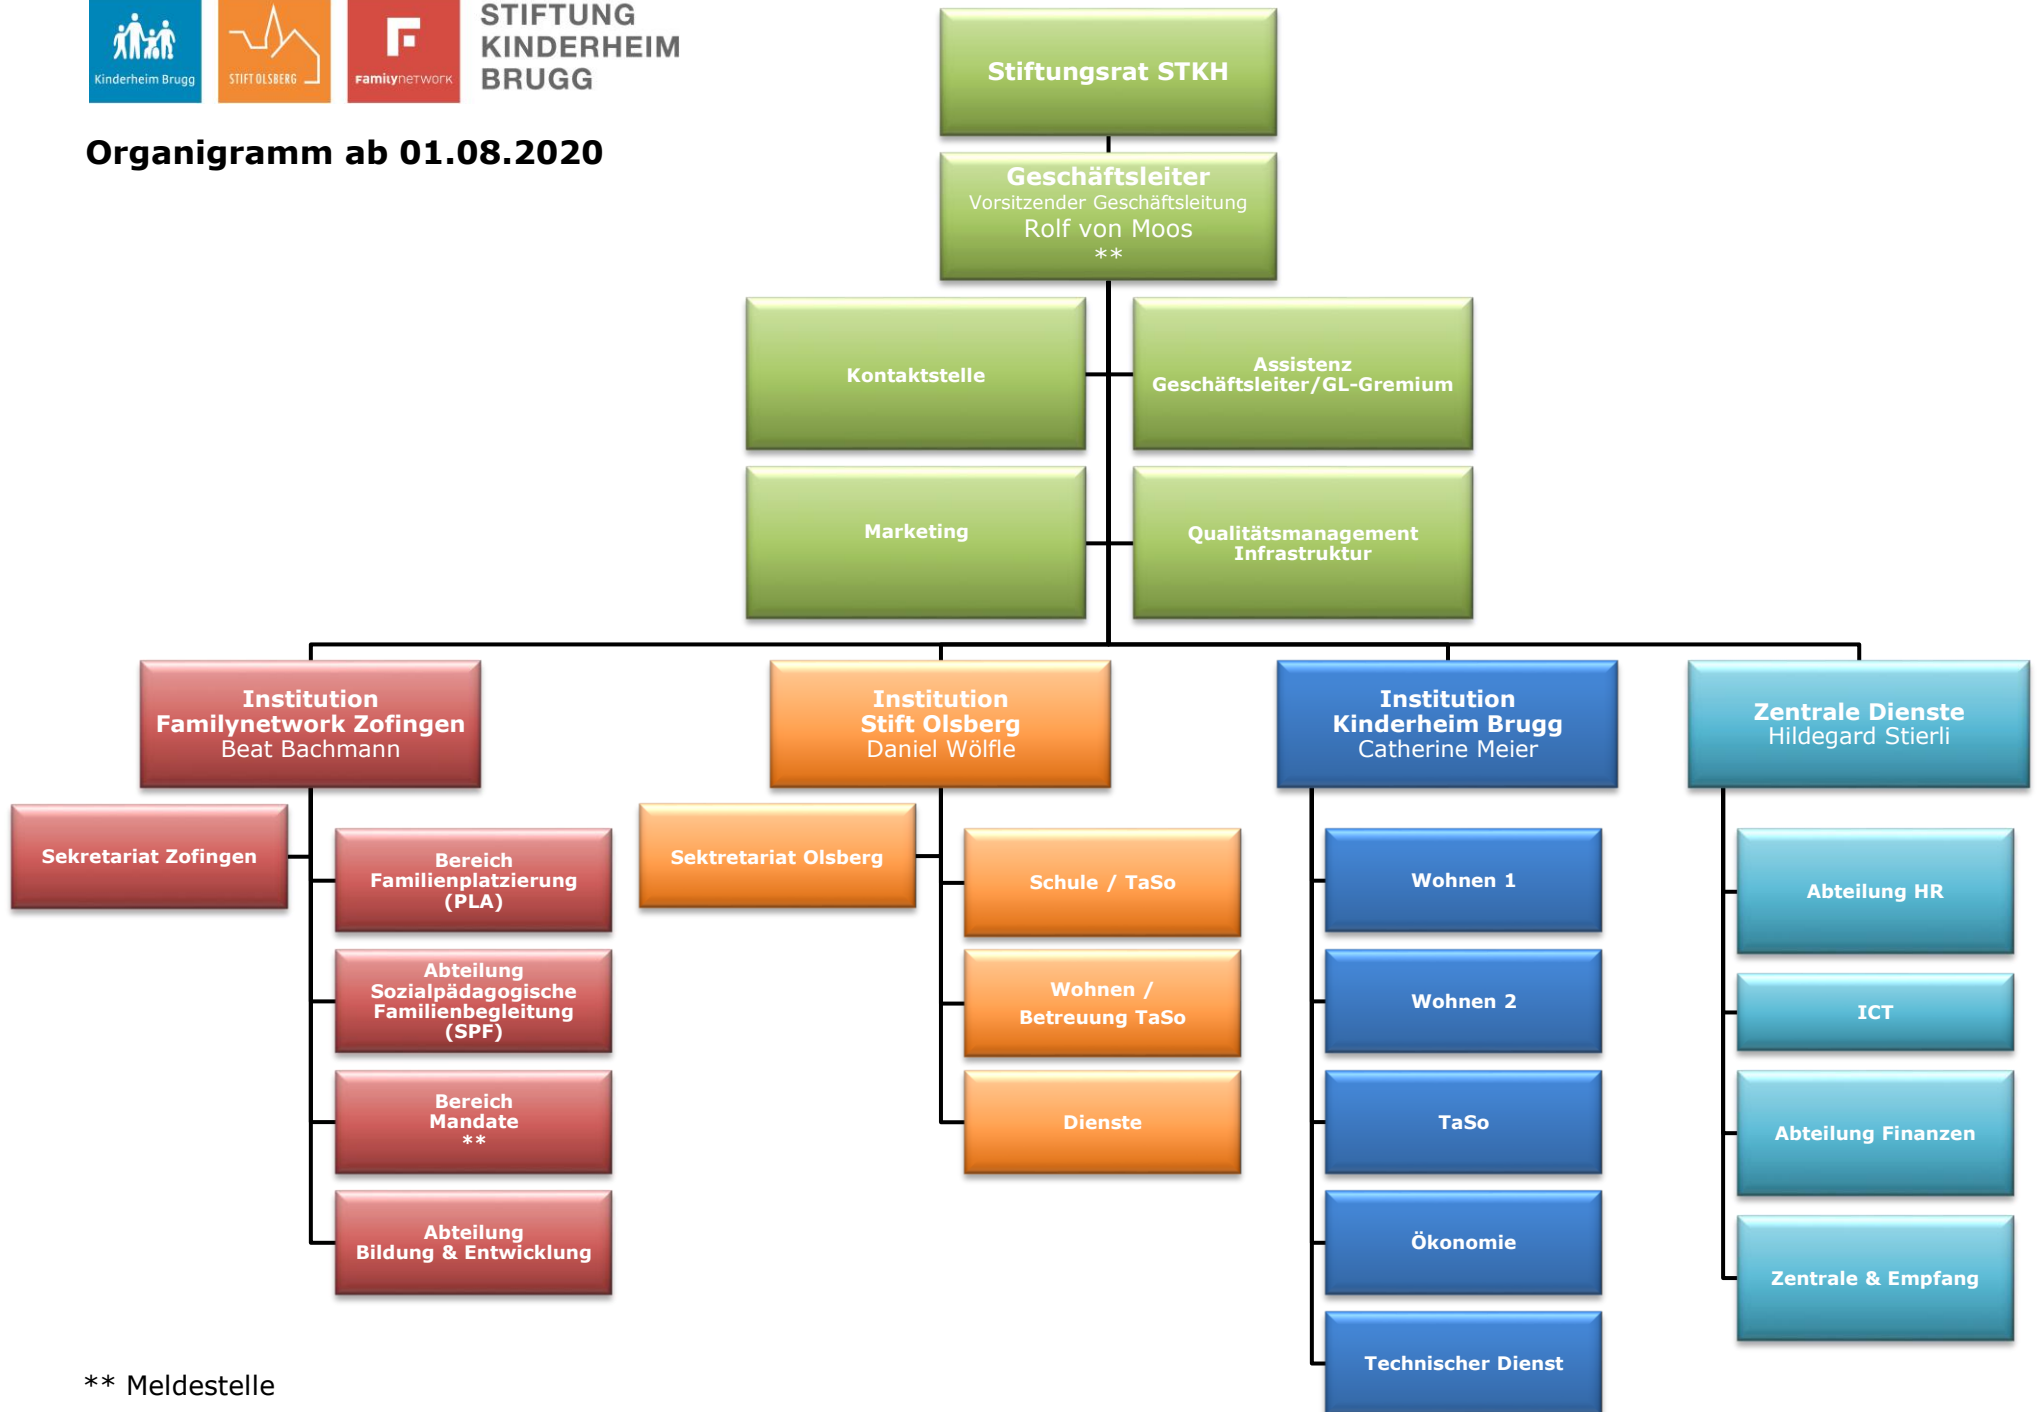 Kinderheim Brugg
STIFT OLSBERG
F
Familynetwork
STIFTUNG
KINDERHEIM
BRUGG
Organigramm ab 01.08.2020
Stiftungsrat STKH
Geschäftsleiter
Vorsitzender Geschäftsleitung
Rolf von Moos
**
Kontaktstelle
Assistenz
Geschäftsleiter/GL-Gremium
Marketing
Qualitätsmanagement
Infrastruktur
Institution
Familynetwork Zofingen
Beat Bachmann
Institution
Stift Olsberg
Daniel Wölfle
Institution
Kinderheim Brugg
Catherine Meier
Zentrale Dienste
Hildegard Stierli
Sekretariat Zofingen
Bereich
Familienplatzierung
(PLA)
Abteilung
Sozialpädagogische
Familienbegleitung
(SPF)
Bereich
Mandate
**
Abteilung
Bildung & Entwicklung
Sektretariat Olsberg
Schule / TaSo
Wohnen /
Betreuung TaSo
Dienste
Wohnen 1
Wohnen 2
TaSo
Ökonomie
Technischer Dienst
Abteilung HR
ICT
Abteilung Finanzen
Zentrale & Empfang
** Meldestelle